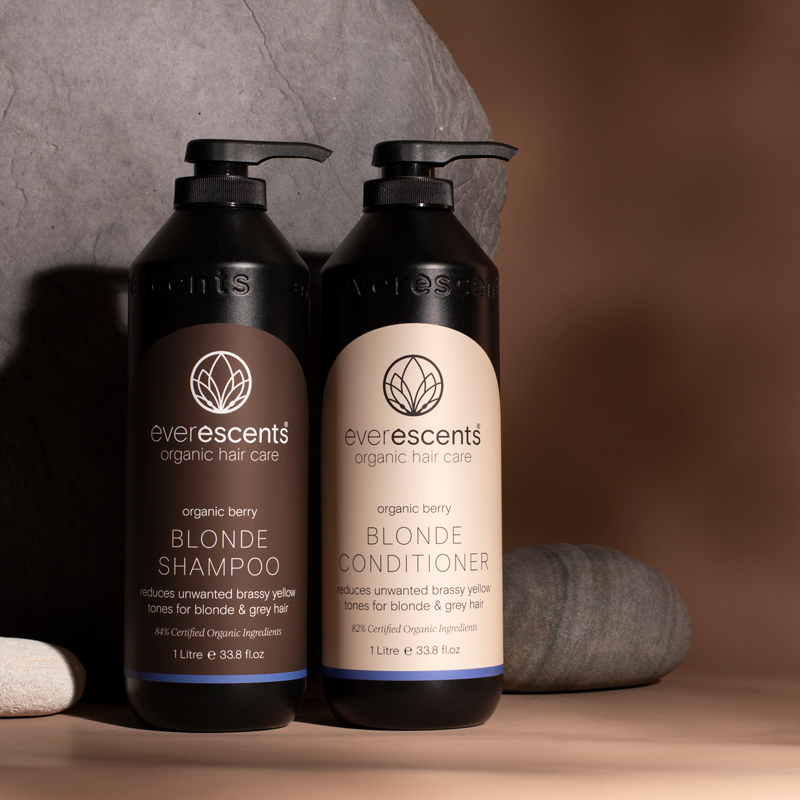 scents
everescen
everescents®
organic hair care
organic berry
BLONDE
SHAMPOO
reduces unwanted brassy yellow
tones for blonde & grey hair
84% Certified Organic Ingredients
1 Litre ℮ 33.8 fl.oz
everescents®
organic hair care
organic berry
BLONDE
CONDITIONER
reduces unwanted brassy yellow
tones for blonde & grey hair
82% Certified Organic Ingredients
1 Litre ℮ 33.8 fl.oz